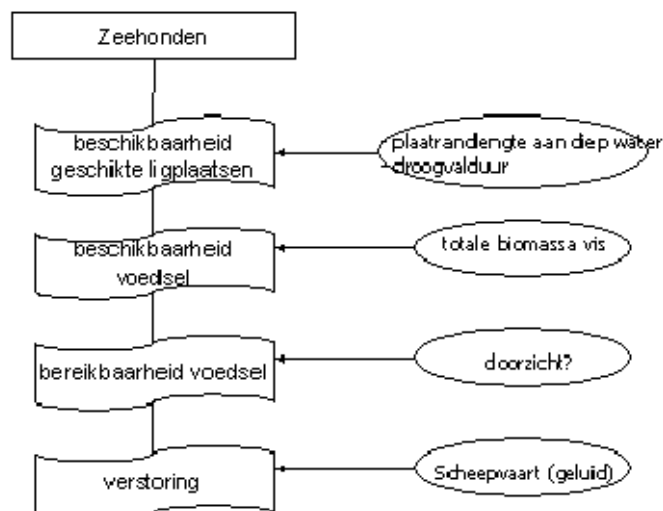 Zeehonden
beschikbaarheid
geschikte ligplaatsen
plaatrandlengte aan diep water
-droogvalduur
beschikbaarheid
voedsel
totale biomassa vis
bereikbaarheid voedsel
doorzicht?
verstoring
Scheepvaart (geluid)